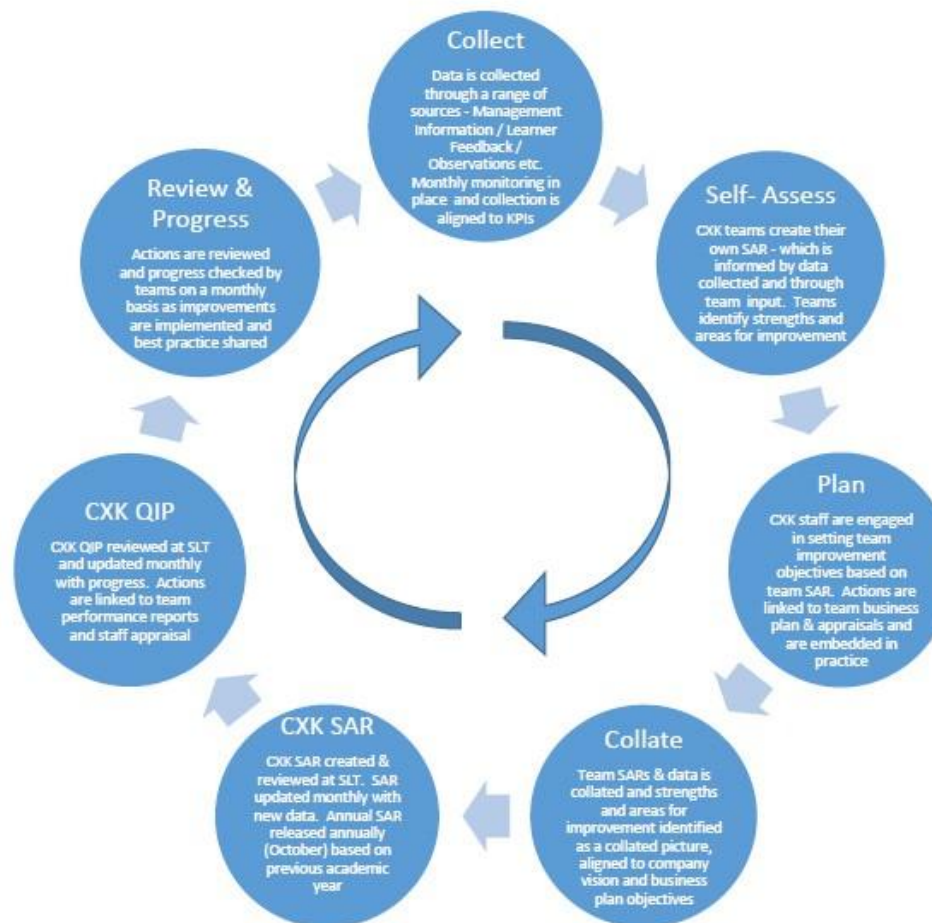 Collect
Data is collected
through a range of
sources - Management
Information / Learner
Feedback /
Observations etc.
Monthly monitoring in
place and collection is
aligned to KPIs
Self- Assess
CXK teams create their
own SAR - which is
informed by data
collected and through
team input. Teams
identify strengths and
areas for improvement
Plan
CXK staff are engaged
in setting team
improvement
objectives based on
team SAR. Actions are
linked to team business
plan & appraisals and
are embedded in
practice
Collate
Team SARs & data is
collated and strengths
and areas for
improvement identified
as a collated picture,
aligned to company
vision and business
plan objectives
CXK SAR
CXK SAR created &
reviewed at SLT. SAR
updated monthly with
new data. Annual SAR
released annually
(October) based on
previous academic
year
CXK QIP
CXK QIP reviewed at SLT
and updated monthly
with progress. Actions
are linked to team
performance reports
and staff appraisal
Review &
Progress
Actions are reviewed
and progress checked by
teams on a monthly
basis as improvements
are implemented and
best practice shared